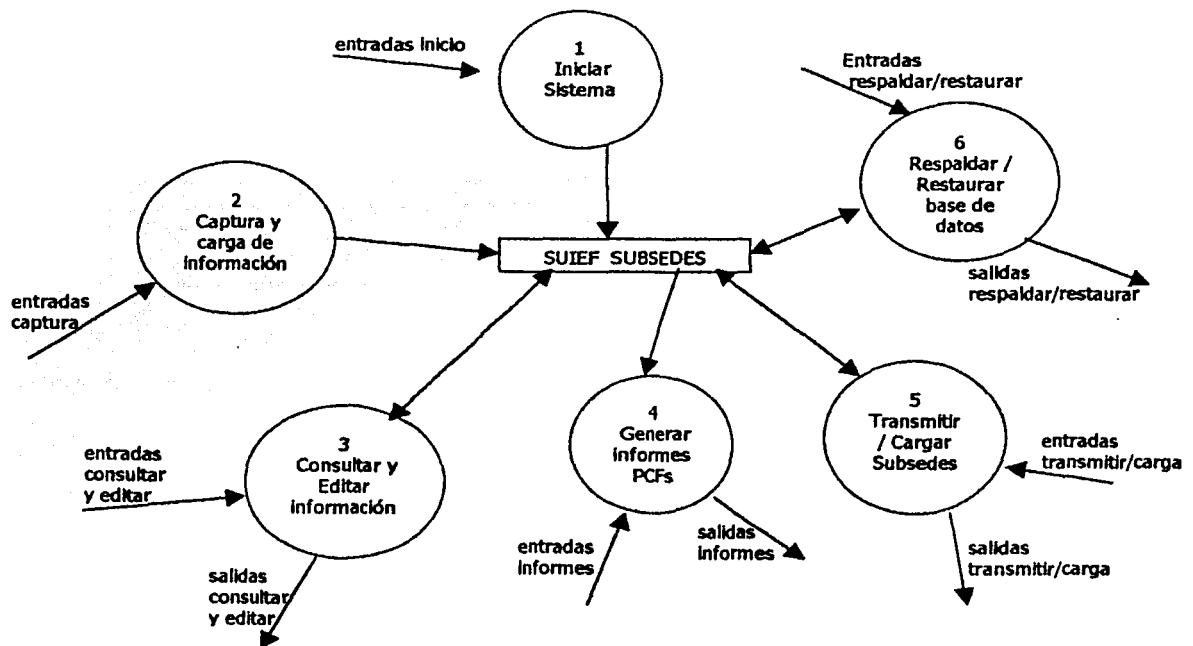 entradas inicio
1
Iniciar
Sistema
Entradas
respaldar/restaurar
6
Respaldar /
Restaurar
base de
datos
salidas
respaldar/restaurar
2
Captura y
carga de
información
entradas
captura
SUIEF SUBSEDES
3
Consultar y
Editar
información
entradas
consultar
y editar
salidas
consultar
y editar
4
Generar
informes
PCFs
entradas
informes
salidas
informes
5
Transmitir
/ Cargar
Subsedes
entradas
transmitir/carga
salidas
transmitir/carga